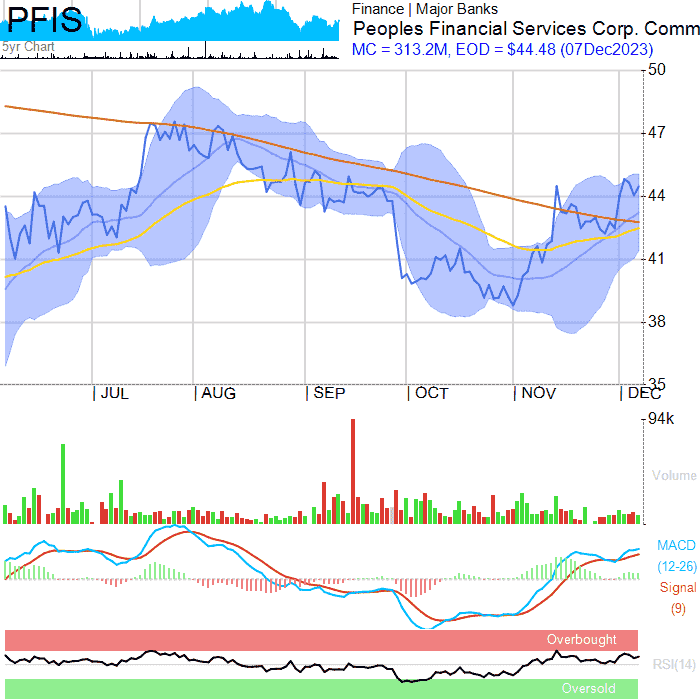 PFIS
5yr Chart
Finance | Major Banks
Peoples Financial Services Corp. Comm
MC = 313.2M, EOD = $44.48 (07Dec2023)
50
47
44
41
38
35
JUL AUG SEP OCT NOV DEC
94k
Volume
MACD
(12-26)
Signal
(9)
Overbought
RSI(14)
Oversold